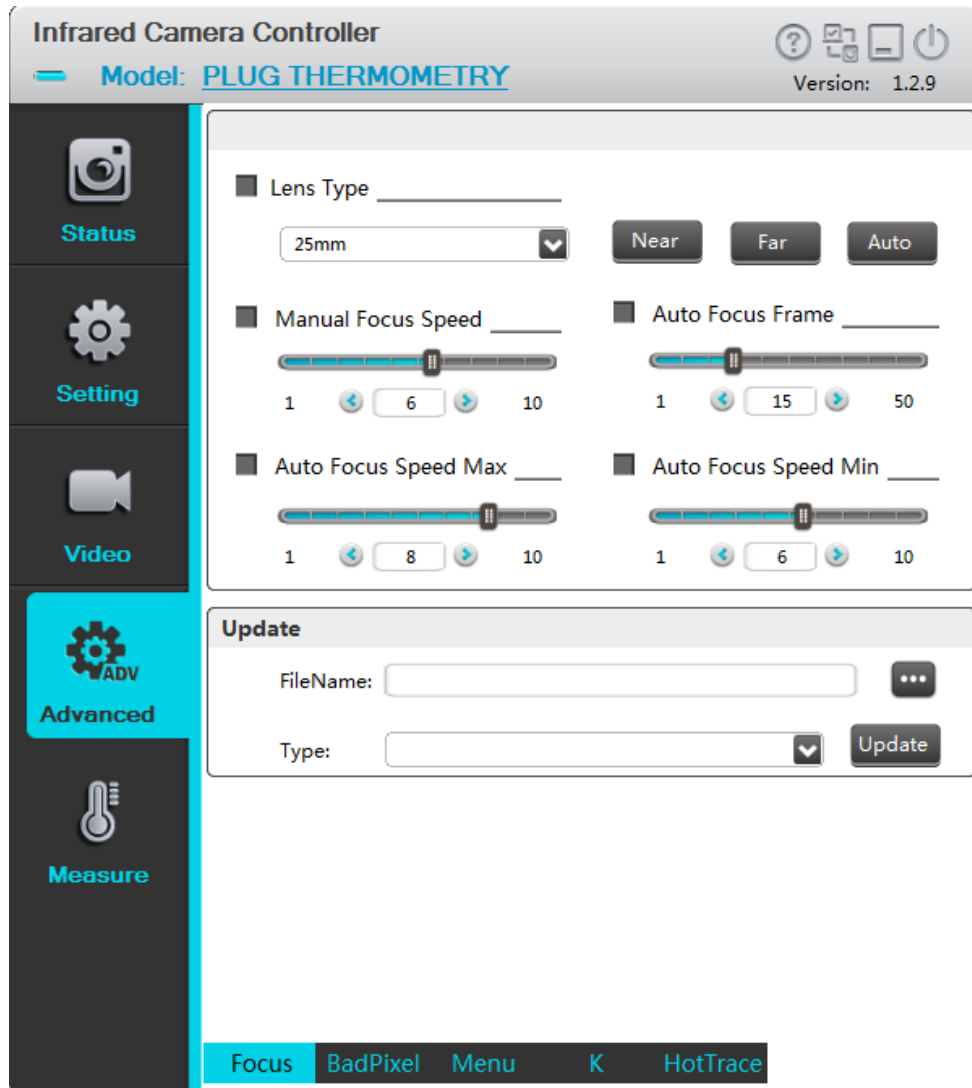 Infrared Camera Controller
Model: PLUG THERMOMETRY
Version: 1.2.9
Status
Setting
Video
ADV
Advanced
Measure
Lens Type
25mm
Near Far Auto
Manual Focus Speed
1 6 10
Auto Focus Frame
1 15 50
Auto Focus Speed Max
1 8 10
Auto Focus Speed Min
1 6 10
Update
FileName:
Type:
Update
Focus BadPixel Menu K HotTrace